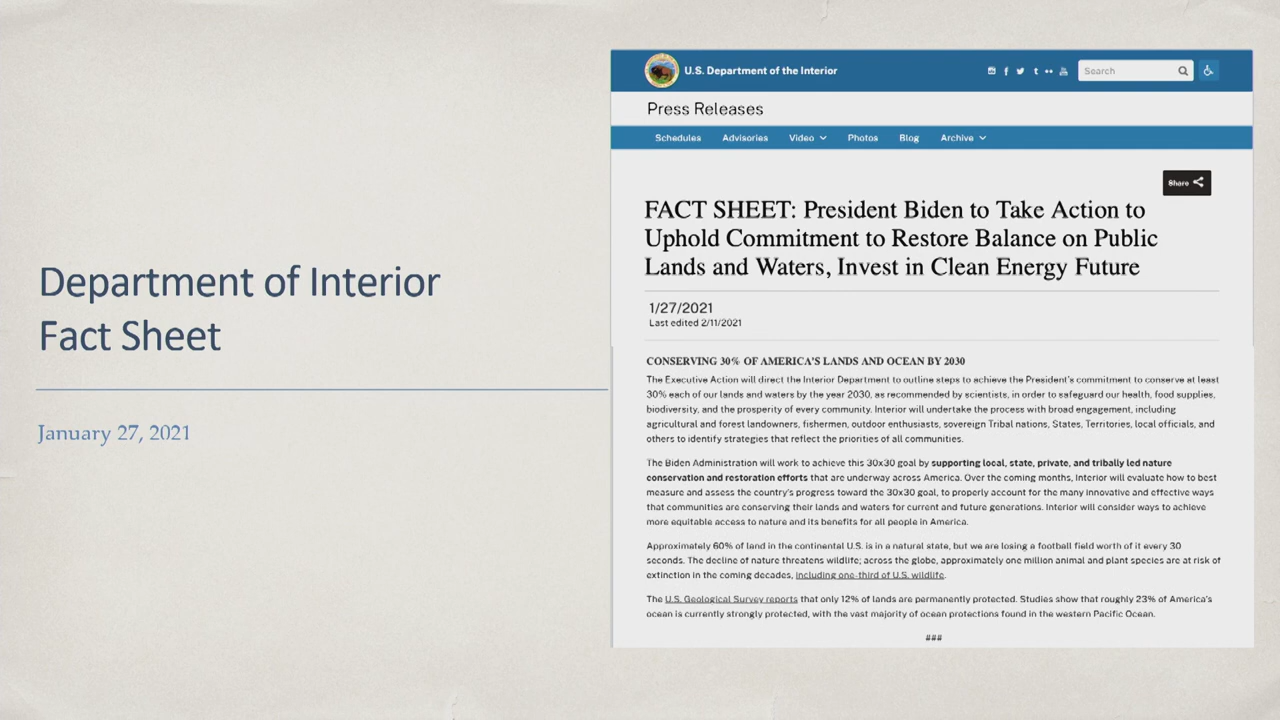 Department of Interior
Fact Sheet
January 27, 2021
U.S. Department of the Interior
Search
Press Releases
Schedules Advisories Video Photos Blog Archive
Share
FACT SHEET: President Biden to Take Action to
Uphold Commitment to Restore Balance on Public
Lands and Waters, Invest in Clean Energy Future
1/27/2021
Last edited 2/11/2021
CONSERVING 30% OF AMERICA'S LANDS AND OCEAN BY 2030
The Executive Action will direct the Interior Department to outline steps to achieve the President's commitment to conserve at least
30% each of our lands and waters by the year 2030, as recommended by scientists, in order to safeguard our health, food supplies,
biodiversity, and the prosperity of every community. Interior will undertake the process with broad engagement, including
agricultural and forest landowners, fishermen, outdoor enthusiasts, sovereign Tribal nations, States, Territories, local officials, and
others to identify strategies that reflect the priorities of all communities.
The Biden Administration will work to achieve this 30x30 goal by supporting local, state, private, and tribally led nature
conservation and restoration efforts that are underway across America. Over the coming months, Interior will evaluate how to best
measure and assess the country's progress toward the 30x30 goal, to properly account for the many innovative and effective ways
that communities are conserving their lands and waters for current and future generations. Interior will consider ways to achieve
more equitable access to nature and its benefits for all people in America.
Approximately 60% of land in the continental U.S. is in a natural state, but we are losing a football field worth of it every 30
seconds. The decline of nature threatens wildlife; across the globe, approximately one million animal and plant species are at risk of
extinction in the coming decades, including one-third of U.S. wildlife.
The U.S. Geological Survey reports that only 12% of lands are permanently protected. Studies show that roughly 23% of America's
ocean is currently strongly protected, with the vast majority of ocean protections found in the western Pacific Ocean.
###